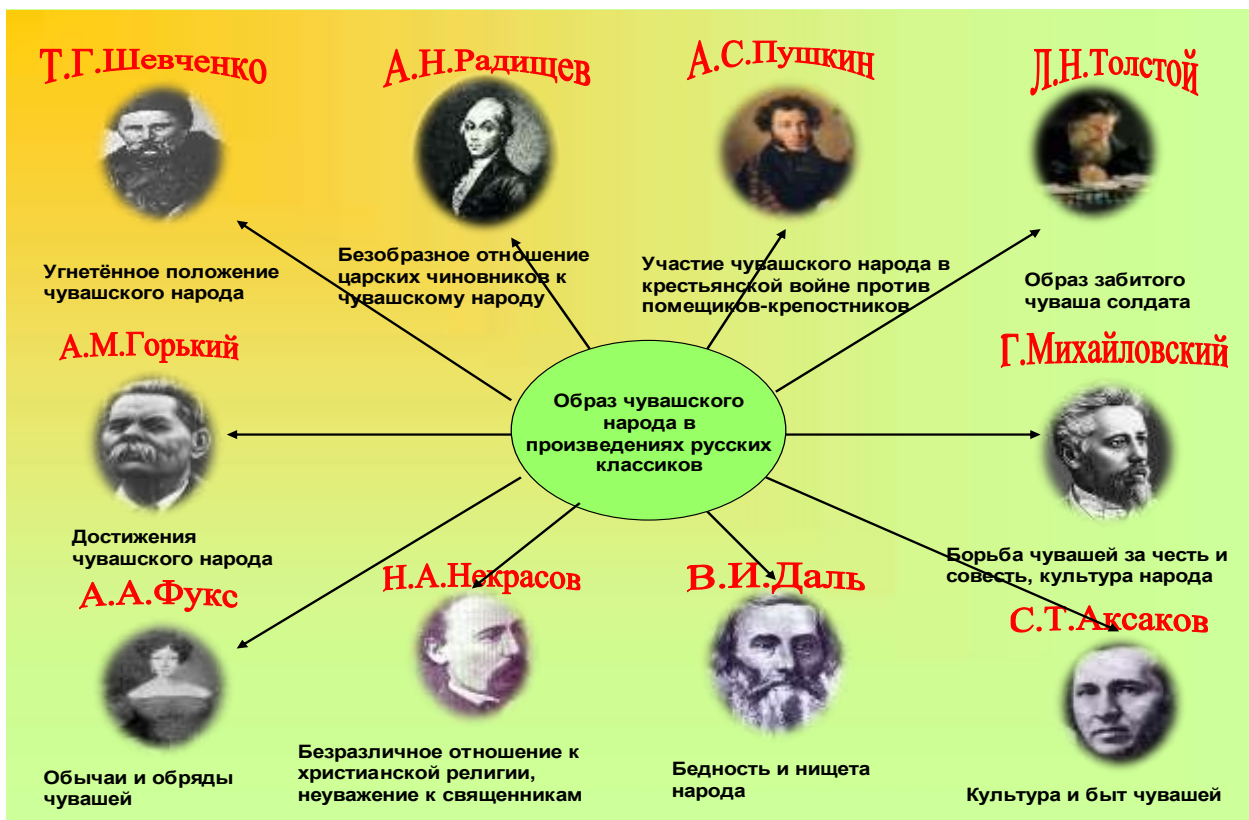 Т.Г.Шевченко
А.Н.Радищев
А.С.Пушкин
Л.Н.Толстой
Угнетённое положение
чувашского народа
Безобразное отношение
царских чиновников к
чувашскому народу
Участие чувашского народа в
крестьянской войне против
помещиков-крепостников
Образ забитого
чуваша солдата
А.М.Горький
Г.Михайловский
Образ чувашского
народа в
произведениях русских
классиков
Достижения
чувашского народа
Борьба чувашей за честь и
совесть, культура народа
А.А.Фукс
Н.А.Некрасов
В.И.Даль
С.Т.Аксаков
Обычаи и обряды
чувашей
Безразличное отношение к
христианской религии,
неуважение к священникам
Бедность и нищета
народа
Культура и быт чувашей